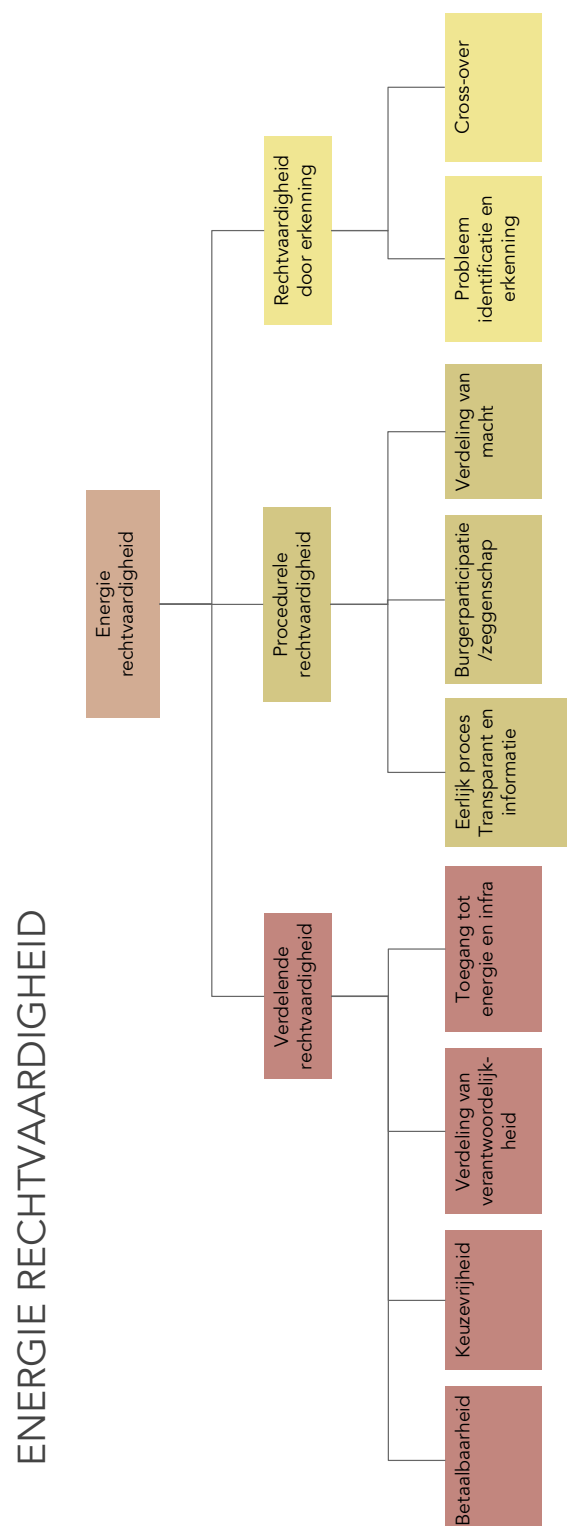 ENERGIE RECHTVAARDIGHEID
Energie
rechtvaardigheid
Verdelende
rechtvaardigheid
Procedurele
rechtvaardigheid
Rechtvaardigheid
door erkenning
Betaalbaarheid
Keuzevrijheid
Verdeling van
verantwoordelijk-
heid
Toegang tot
energie en infra
Eerlijk proces
Transparant en
informatie
Burgerparticipatie
/zeggenschap
Verdeling van
macht
Probleem
identificatie en
erkenning
Cross-over